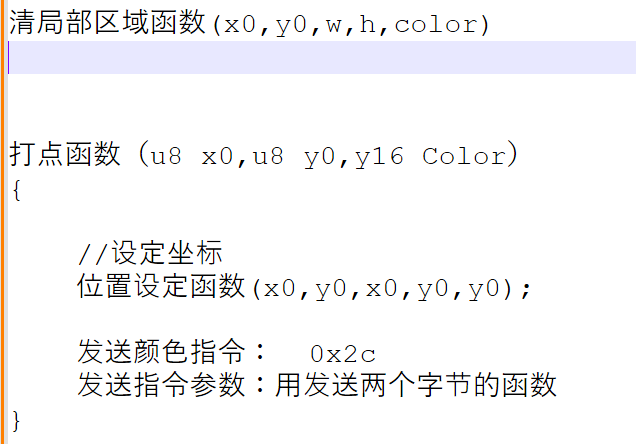 清局部区域函数(x0,y0,w,h,color)
打点函数（u8 x0,u8 y0,y16 Color）
{
//设定坐标
位置设定函数(x0,y0,x0,y0,y0);
发送颜色指令： 0x2c
发送指令参数：用发送两个字节的函数
}